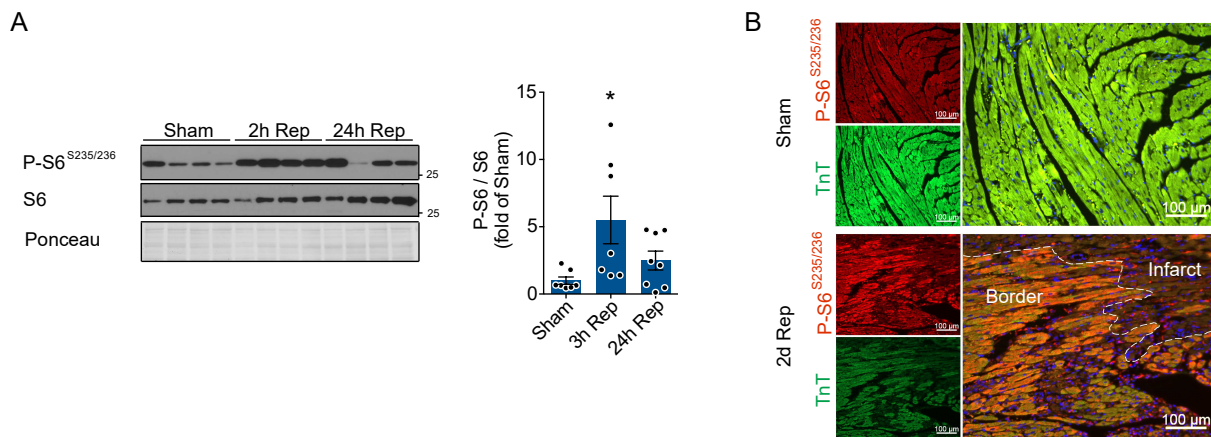 A
Sham 2h Rep 24h Rep
P-S6 S235/236
25
S6
25
Ponceau
P-S6 / S6
(fold of Sham)
15
10
5
0
*
Sham
3h Rep
24h Rep
B
Sham
P-S6 S235/236
100 µm
TnT
100 µm
100 µm
2d Rep
P-S6 S235/236
100 µm
TnT
100 µm
Border
Infarct
100 µm